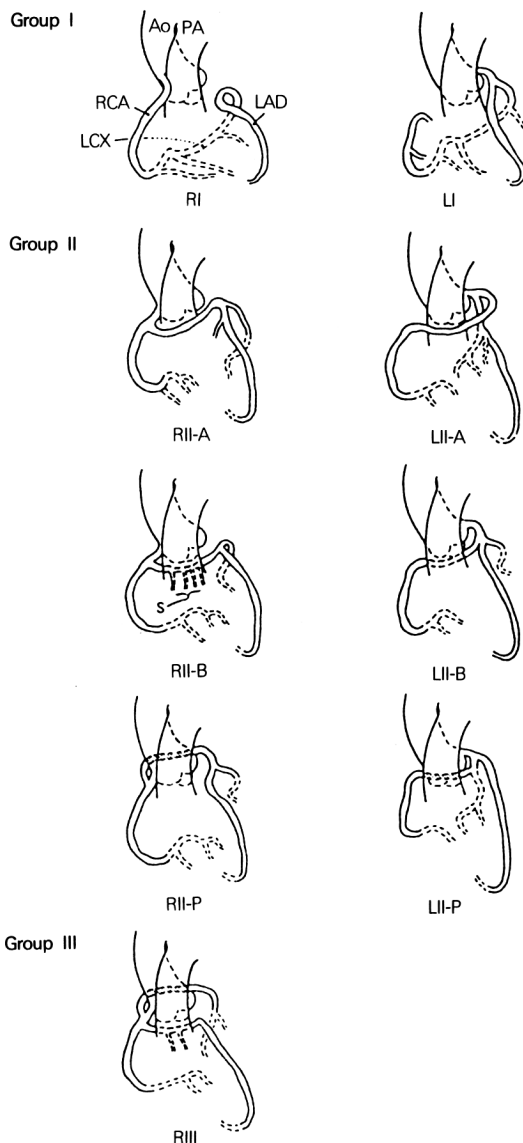 Group I
Ao PA
RCA
LAD
LCX
RI
LI
Group II
RII-A
LII-A
S
RII-B
LII-B
RII-P
LII-P
Group III
RIII